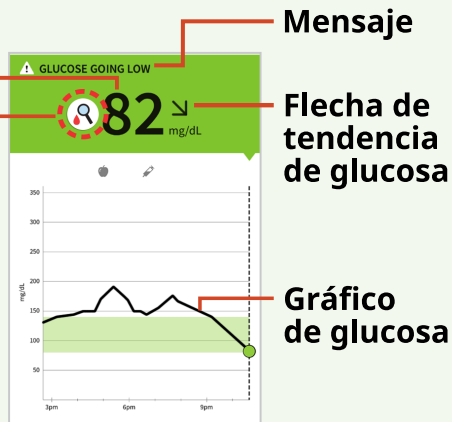 Mensaje
GLUCOSE GOING LOW
82
mg/dL
Flecha de
tendencia
de glucosa
350
300
250
200
150
100
50
mg/dL
3pm
6pm
9pm
Gráfico
de glucosa